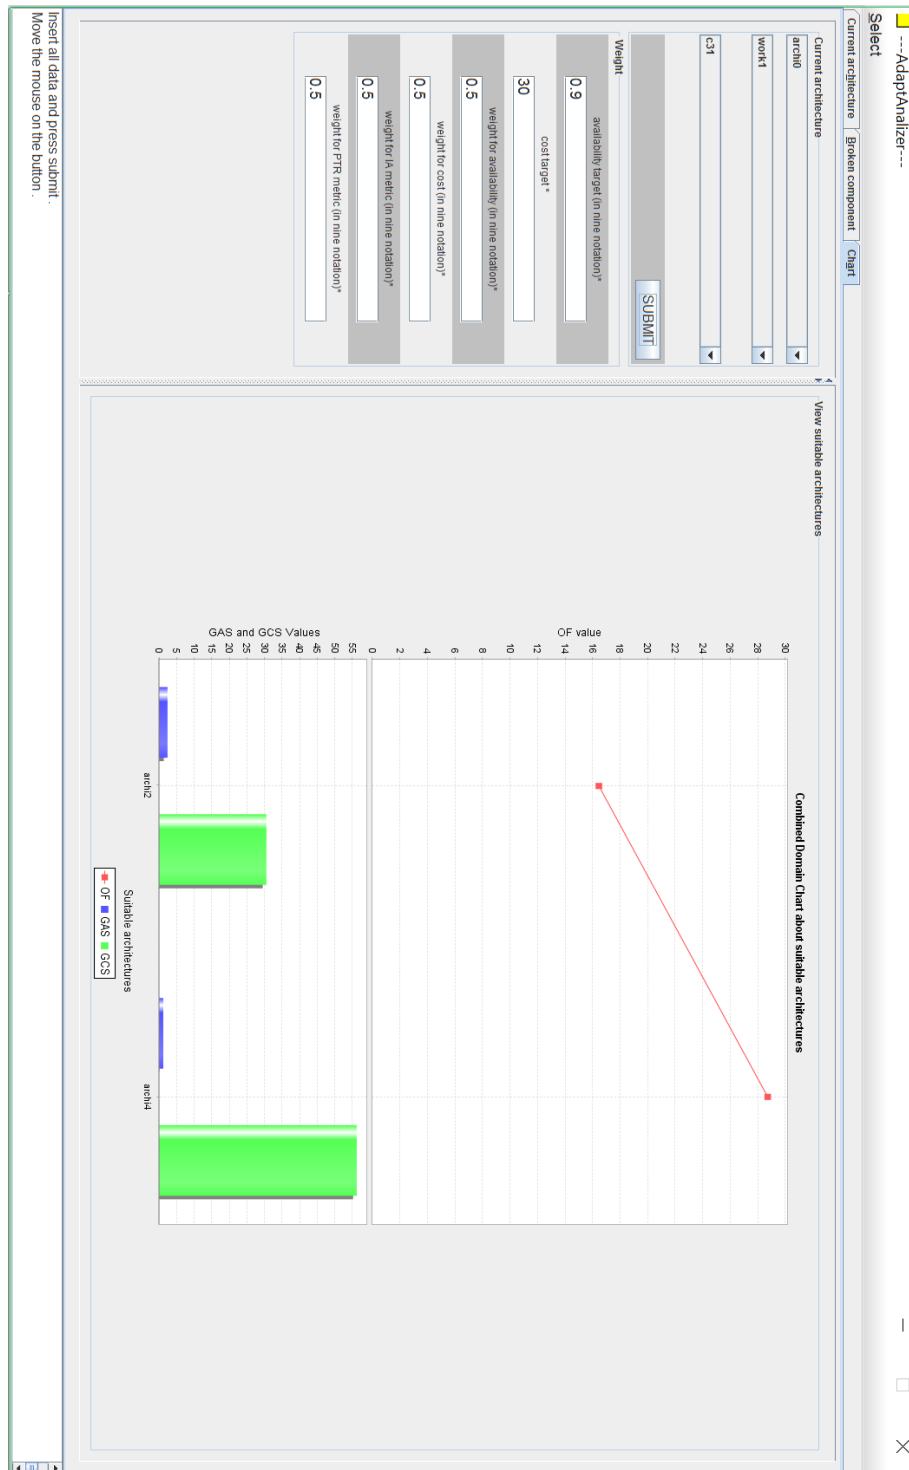 ---AdaptAnalizer---
Select
Current architecture
Broken component
Chart
Current architecture
archi0
work1
c31
SUBMIT
Weight
availability target (in nine notation)*
0.9
cost target *
30
weight for availability (in nine notation)*
0.5
weight for cost (in nine notation)*
0.5
weight for IA metric (in nine notation)*
0.5
weight for PTR metric (in nine notation)*
0.5
View suitable architectures
Combined Domain Chart about suitable architectures
OF value
30
28
26
24
22
20
18
16
14
12
10
8
6
4
2
0
GAS and GCS Values
55
50
45
40
35
30
25
20
15
10
5
0
archi2
archi4
Suitable architectures
OF GAS GCS
Insert all data and press submit .
Move the mouse on the button .